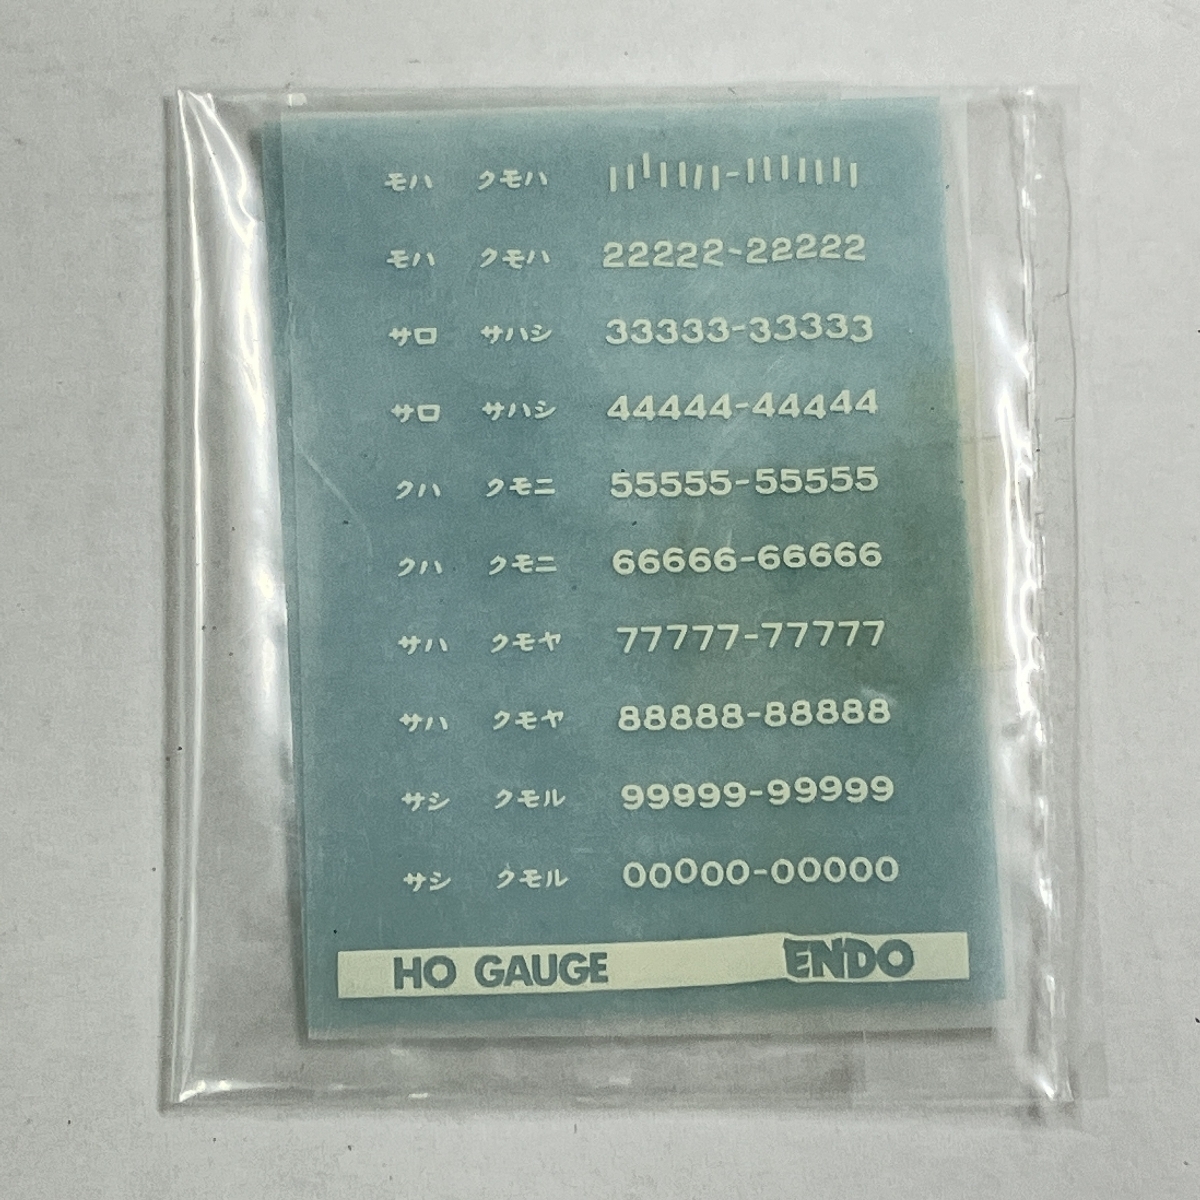 モハ クモハ 1111111-1111111
モハ クモハ 22222-22222
サロ サハシ 33333-33333
サロ サハシ 44444-44444
クハ クモニ 55555-55555
クハ クモニ 66666-66666
サハ クモヤ 77777-77777
サハ クモヤ 88888-88888
サシ クモル 99999-99999
サシ クモル 00000-00000
HO GAUGE ENDO